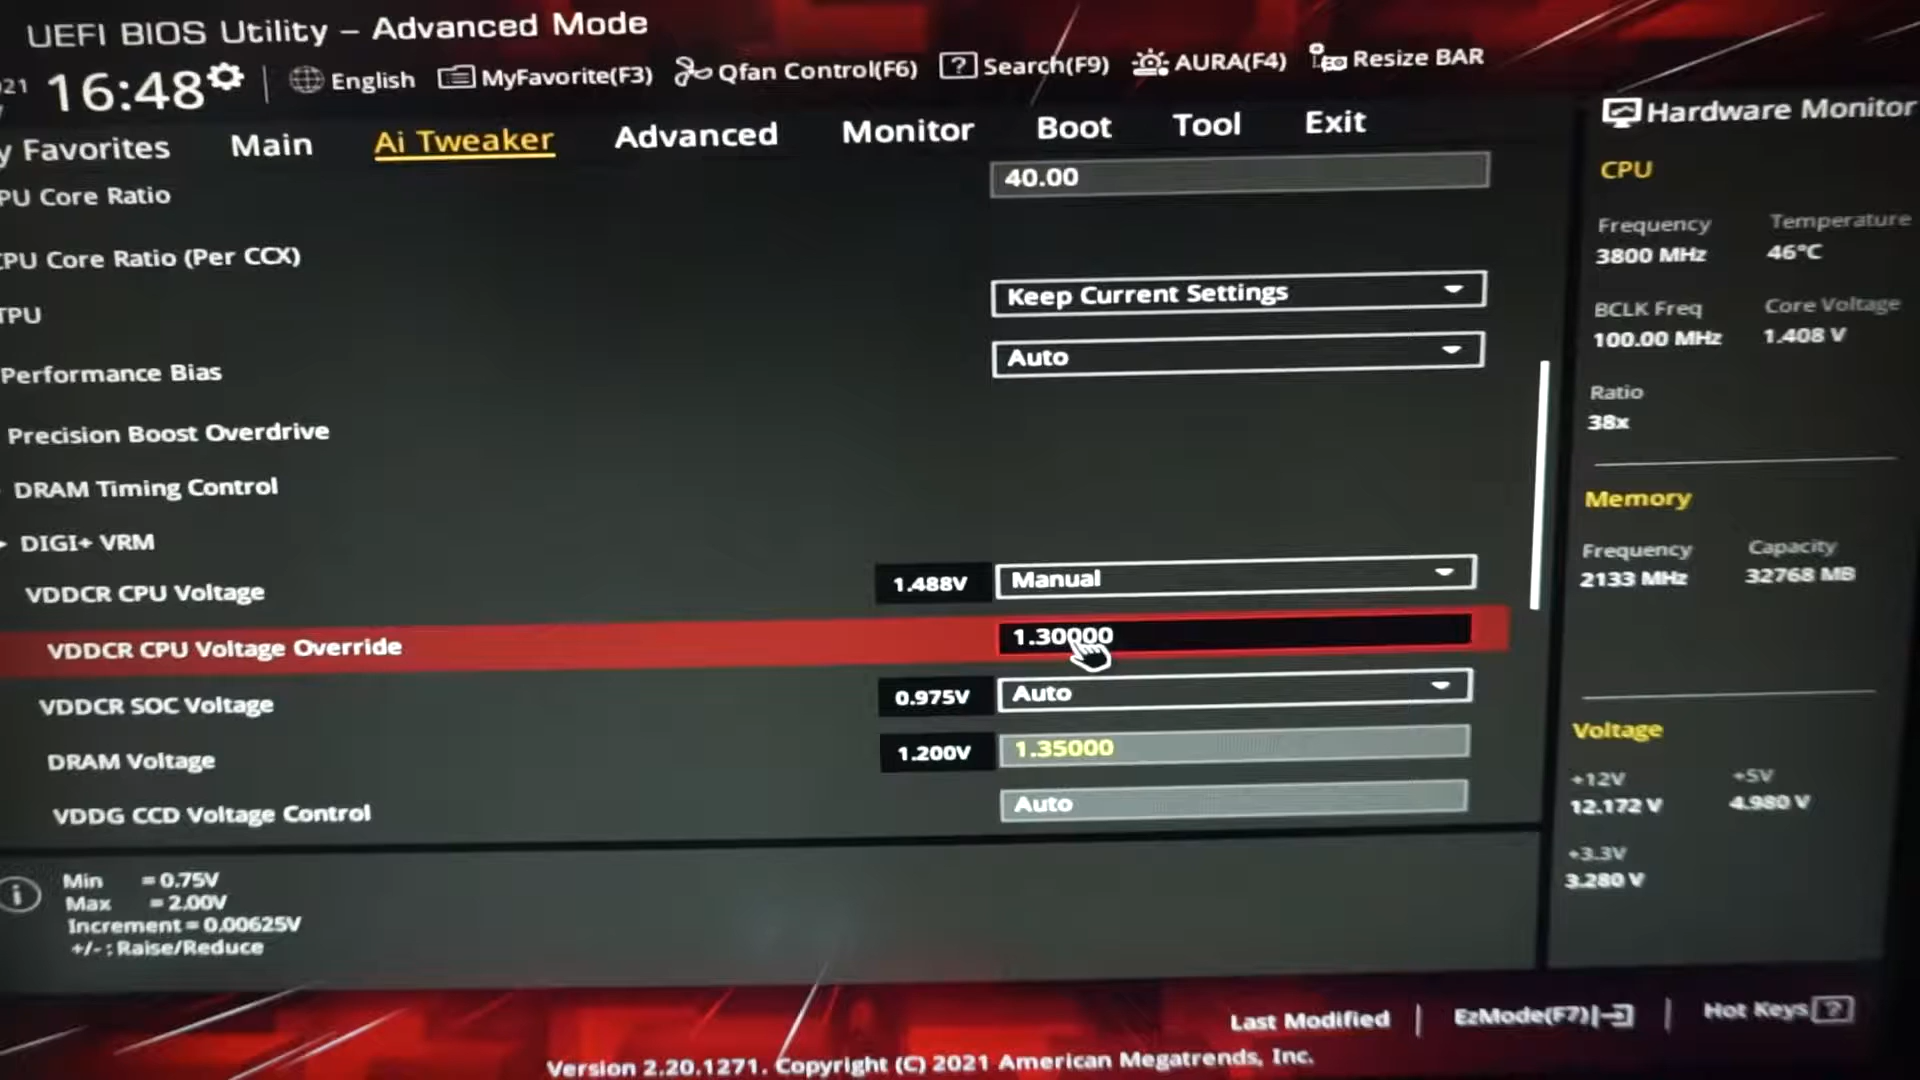 UEFI BIOS Utility – Advanced Mode
21
16:48
English
MyFavorite(F3)
Qfan Control(F6)
Search(F9)
AURA(F4)
Resize BAR
y Favorites
Main
Ai Tweaker
Advanced
Monitor
Boot
Tool
Exit
PU Core Ratio
40.00
CPU Core Ratio (Per CCX)
TPU
Keep Current Settings
Performance Bias
Auto
Precision Boost Overdrive
DRAM Timing Control
DIGI+ VRM
VDDCR CPU Voltage
1.488V
Manual
VDDCR CPU Voltage Override
1.30000
VDDCR SOC Voltage
0.975V
Auto
DRAM Voltage
1.200V
1.35000
VDDG CCD Voltage Control
Auto
Min = 0.75V
Max = 2.00V
Increment = 0.00625V
+/- : Raise/Reduce
Hardware Monitor
CPU
Frequency Temperature
3800 MHz 46°C
BCLK Freq Core Voltage
100.00 MHz 1.408 V
Ratio
38x
Memory
Frequency Capacity
2133 MHz 32768 MB
Voltage
+12V +5V
12.172 V 4.980 V
+3.3V
3.280 V
Last Modified
EzMode(F7)
Hot Keys ?
Version 2.20.1271. Copyright (C) 2021 American Megatrends, Inc.